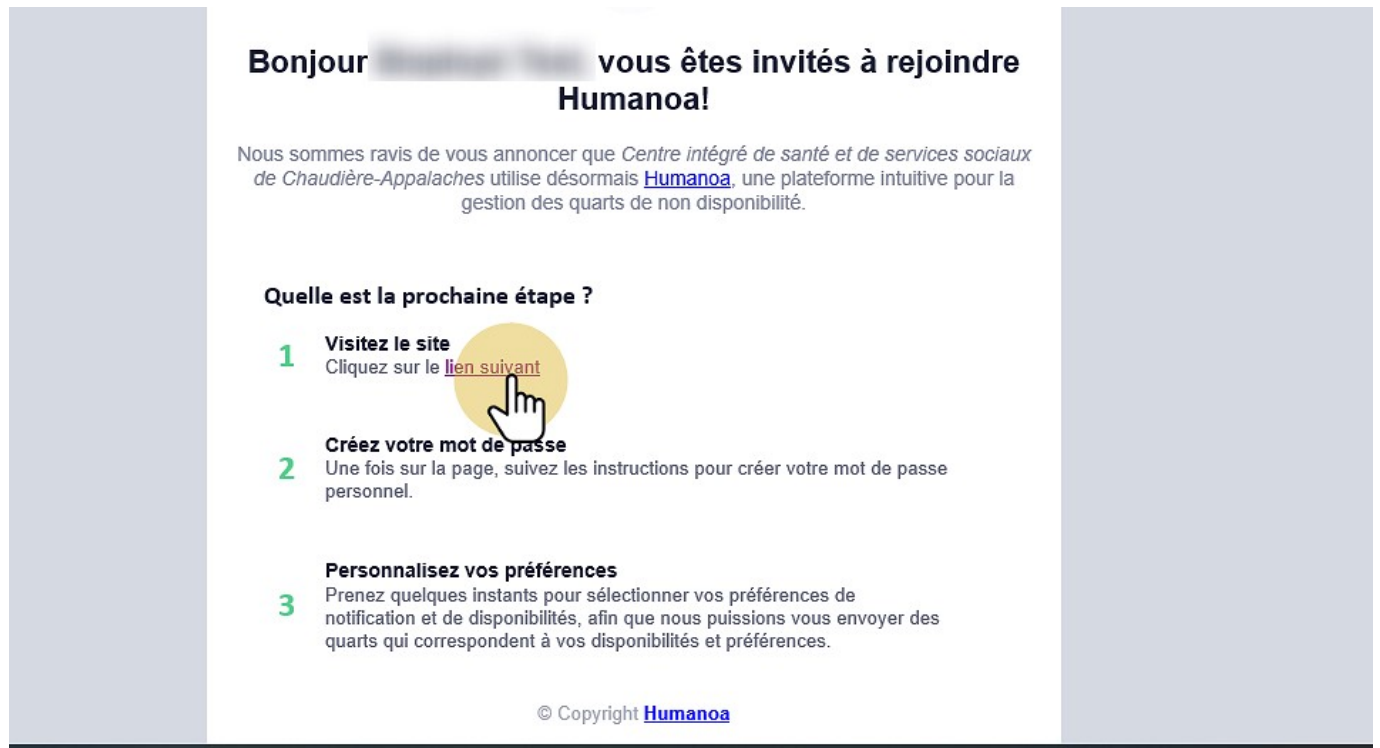 Bonjour vous êtes invités à rejoindre
Humanoa!
Nous sommes ravis de vous annoncer que Centre intégré de santé et de services sociaux
de Chaudière-Appalaches utilise désormais Humanoa, une plateforme intuitive pour la
gestion des quarts de non disponibilité.
Quelle est la prochaine étape ?
1
Visitez le site
Cliquez sur le lien suivant
2
Créez votre mot de passe
Une fois sur la page, suivez les instructions pour créer votre mot de passe
personnel.
3
Personnalisez vos préférences
Prenez quelques instants pour sélectionner vos préférences de
notification et de disponibilités, afin que nous puissions vous envoyer des
quarts qui correspondent à vos disponibilités et préférences.
© Copyright Humanoa